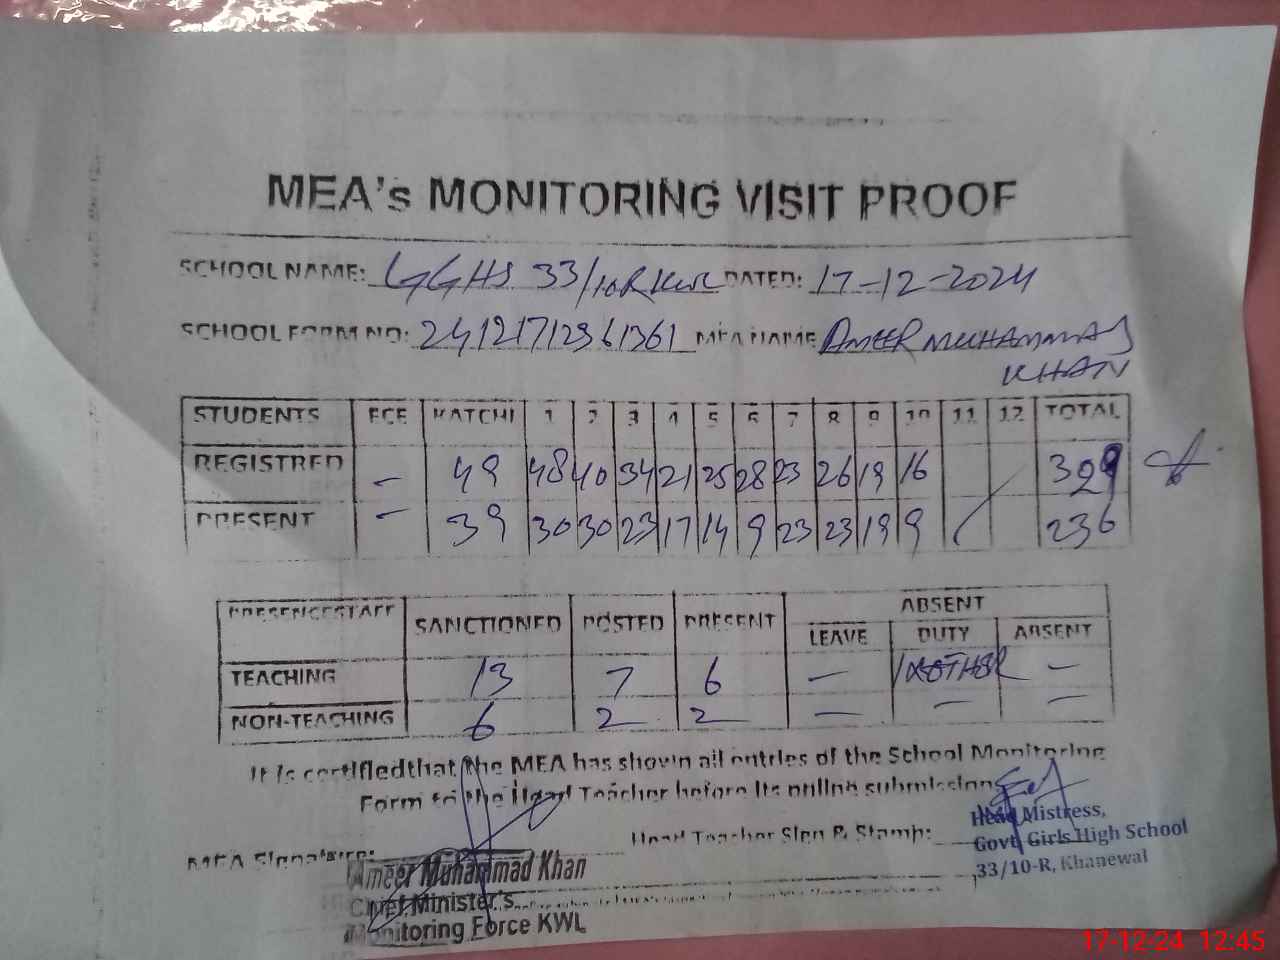 MEA's MONITORING VISIT PROOF
SCHOOL NAME: GGHS 33/10R KWL DATED: 17-12-2024
SCHOOL FORM NO: 24121712361361 MEA NAME AMEER MUHAMMAD
KHAN
STUDENTS ECE KATCHI 1 2 3 4 5 6 7 8 9 10 11 12 TOTAL
REGISTRED - 49 48 40 34 21 25 28 23 26 19 16 329
PRESENT - 39 30 30 23 17 14 9 23 23 19 9 236
PRESENCE STAFF SANCTIONED POSTED PRESENT ABSENT
LEAVE DUTY ABSENT
TEACHING 13 7 6 - -
NON-TEACHING 6 2 2 - - -
It is certified that the MEA has shown all entries of the School Monitoring
Form to the Head Teacher before its online submission
MEA Signature: Head Teacher Sign & Stamp:
Head Mistress,
Govt. Girls High School
33/10-R, Khanewal
Ameer Muhammad Khan
Chief Minister's
Monitoring Force KWL
17-12-24 12:45